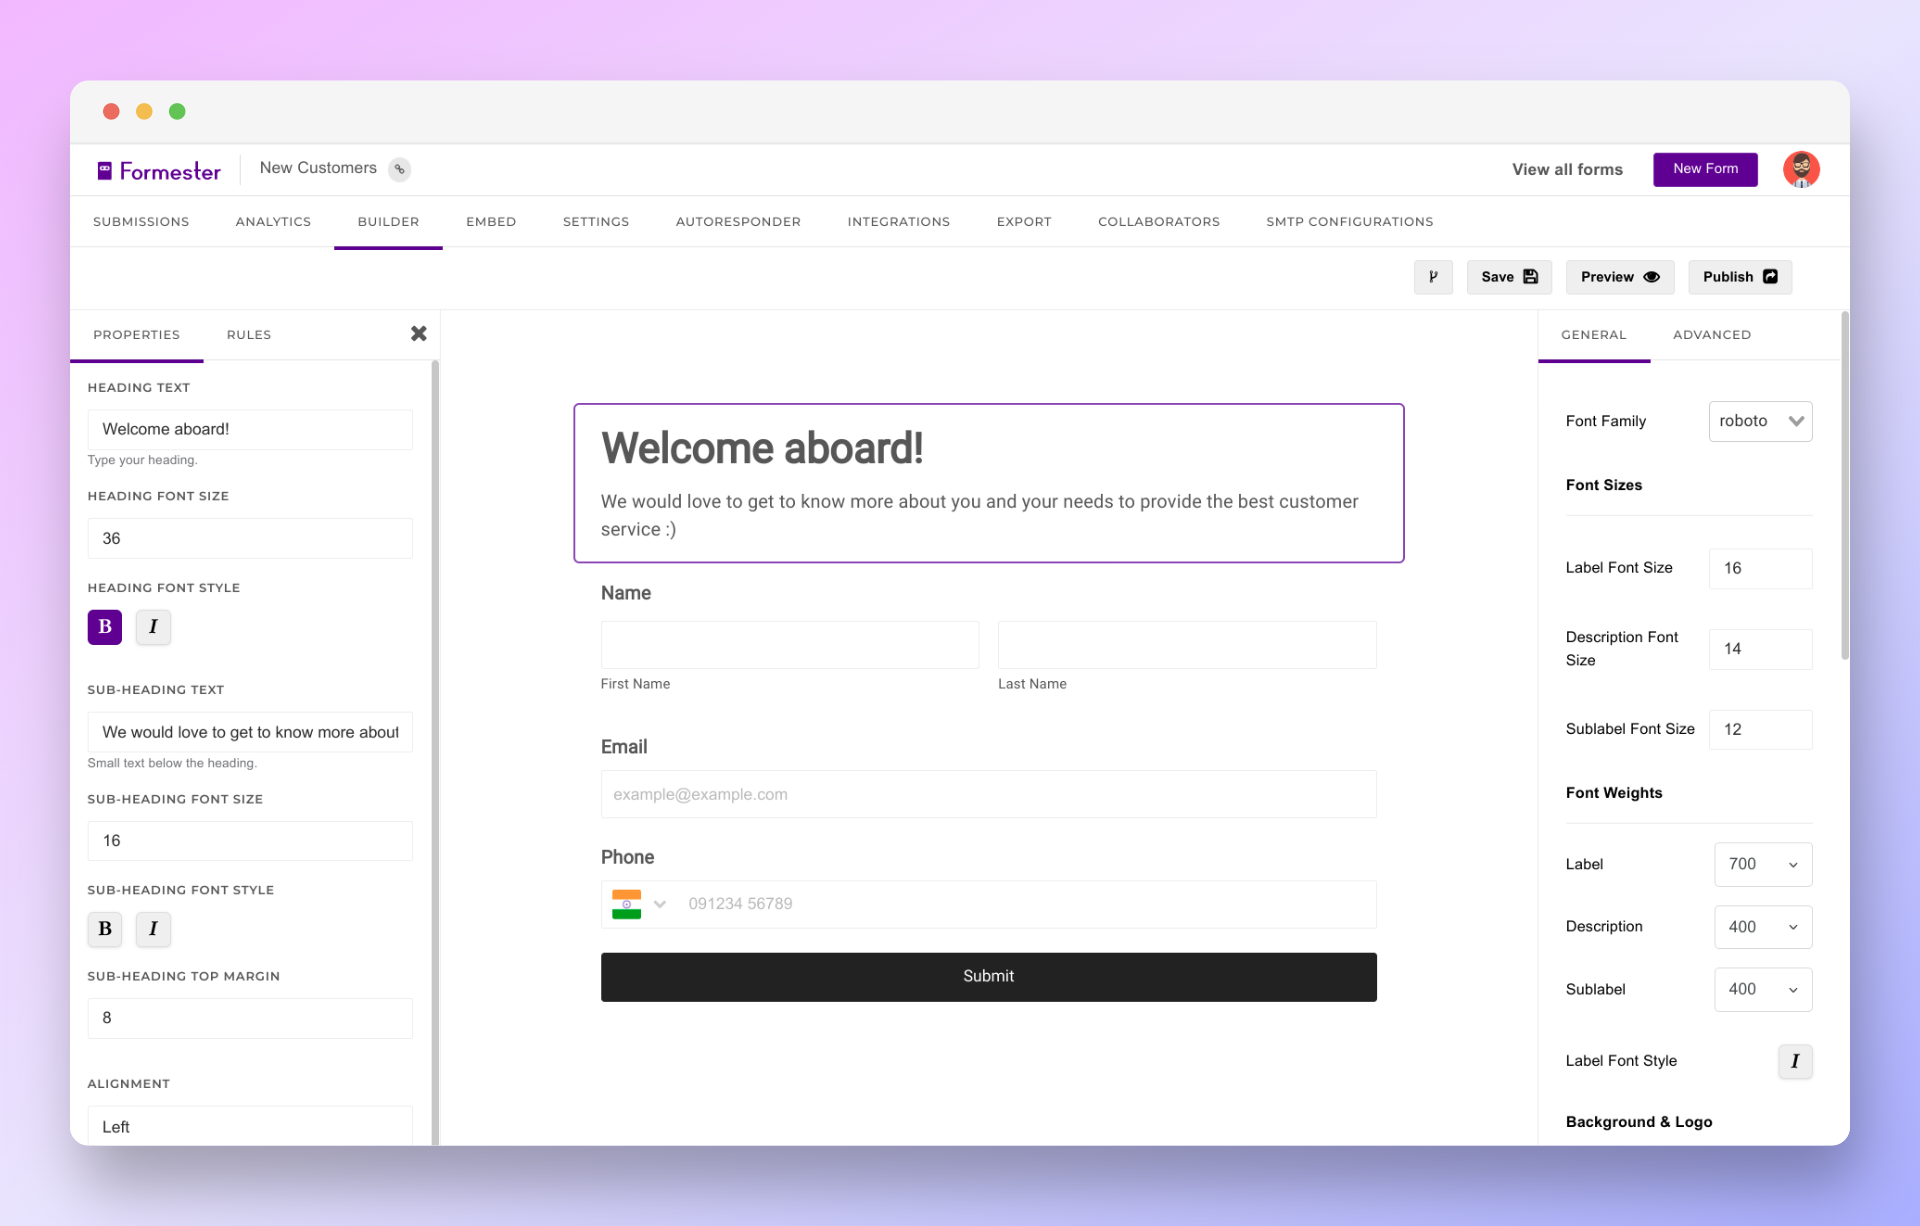 Formester
New Customers
View all forms
New Form
SUBMISSIONS ANALYTICS BUILDER EMBED SETTINGS AUTORESPONDER INTEGRATIONS EXPORT COLLABORATORS SMTP CONFIGURATIONS
Save
Preview
Publish
PROPERTIES RULES
HEADING TEXT
Welcome aboard!
Type your heading.
HEADING FONT SIZE
36
HEADING FONT STYLE
B I
SUB-HEADING TEXT
We would love to get to know more about
Small text below the heading.
SUB-HEADING FONT SIZE
16
SUB-HEADING FONT STYLE
B I
SUB-HEADING TOP MARGIN
8
ALIGNMENT
Left
Welcome aboard!
We would love to get to know more about you and your needs to provide the best customer
service :)
Name
First Name
Last Name
Email
example@example.com
Phone
091234 56789
Submit
GENERAL ADVANCED
Font Family
roboto
Font Sizes
Label Font Size
16
Description Font
Size
14
Sublabel Font Size
12
Font Weights
Label
700
Description
400
Sublabel
400
Label Font Style
I
Background & Logo